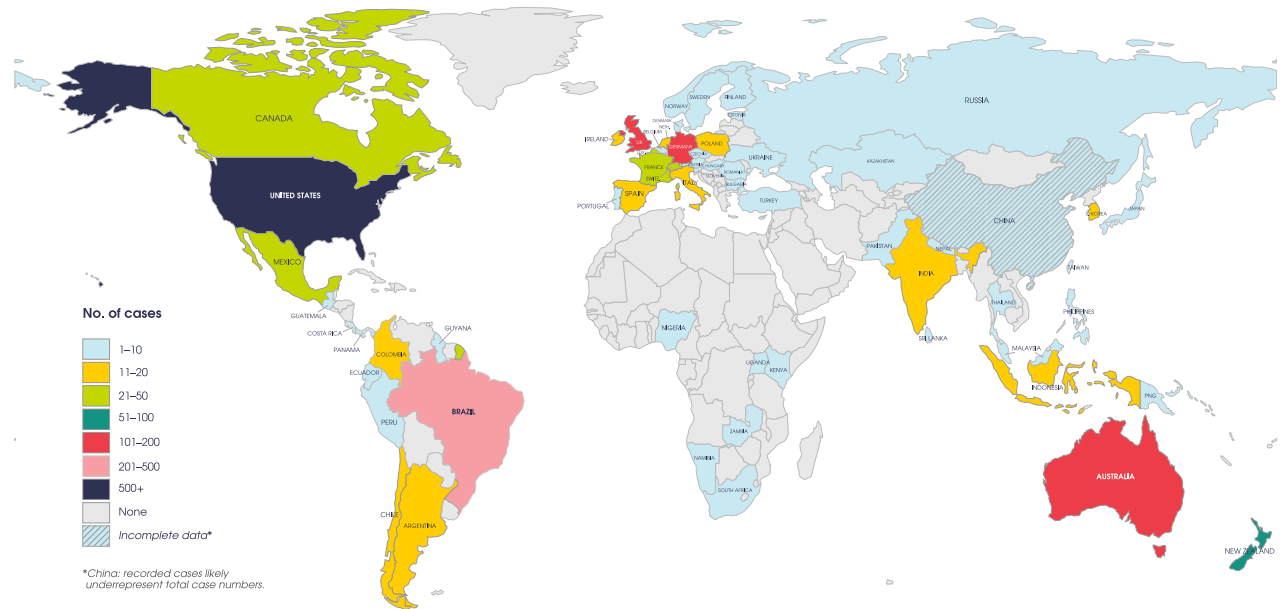 CANADA
UNITED STATES
MEXICO
GUATEMALA
COSTA RICA
PANAMA
GUYANA
COLOMBIA
ECUADOR
PERU
BRAZIL
CHILE
ARGENTINA
NORWAY
SWEDEN
FINLAND
ESTONIA
DENMARK
NETH.
BELGIUM
IRELAND
UK
GERMANY
POLAND
CZECHIA
UKRAINE
FRANCE
SWITZ.
HUNGARY
ROMANIA
SLOVENIA
BULGARIA
ITALY
SPAIN
PORTUGAL
TURKEY
RUSSIA
KAZAKHSTAN
CHINA
S. KOREA
JAPAN
PAKISTAN
NEPAL
INDIA
TAIWAN
THAILAND
PHILIPPINES
SRI LANKA
MALAYSIA
INDONESIA
PNG
NIGERIA
UGANDA
KENYA
ZAMBIA
NAMIBIA
SOUTH AFRICA
AUSTRALIA
NEW ZEALAND
No. of cases
1–10
11–20
21–50
51–100
101–200
201–500
500+
None
Incomplete data*
*China: recorded cases likely
underrepresent total case numbers.